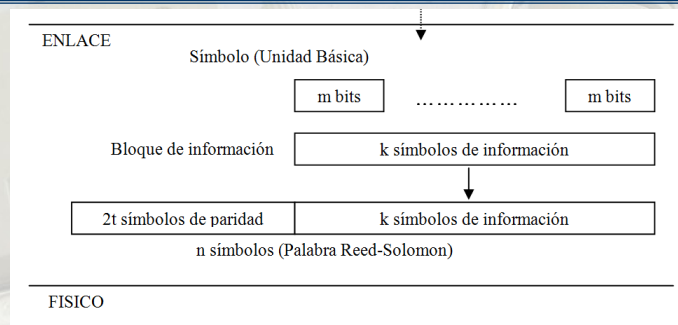 ENLACE
Símbolo (Unidad Básica)
m bits …………… m bits
Bloque de información k símbolos de información
2t símbolos de paridad k símbolos de información
n símbolos (Palabra Reed-Solomon)
FISICO